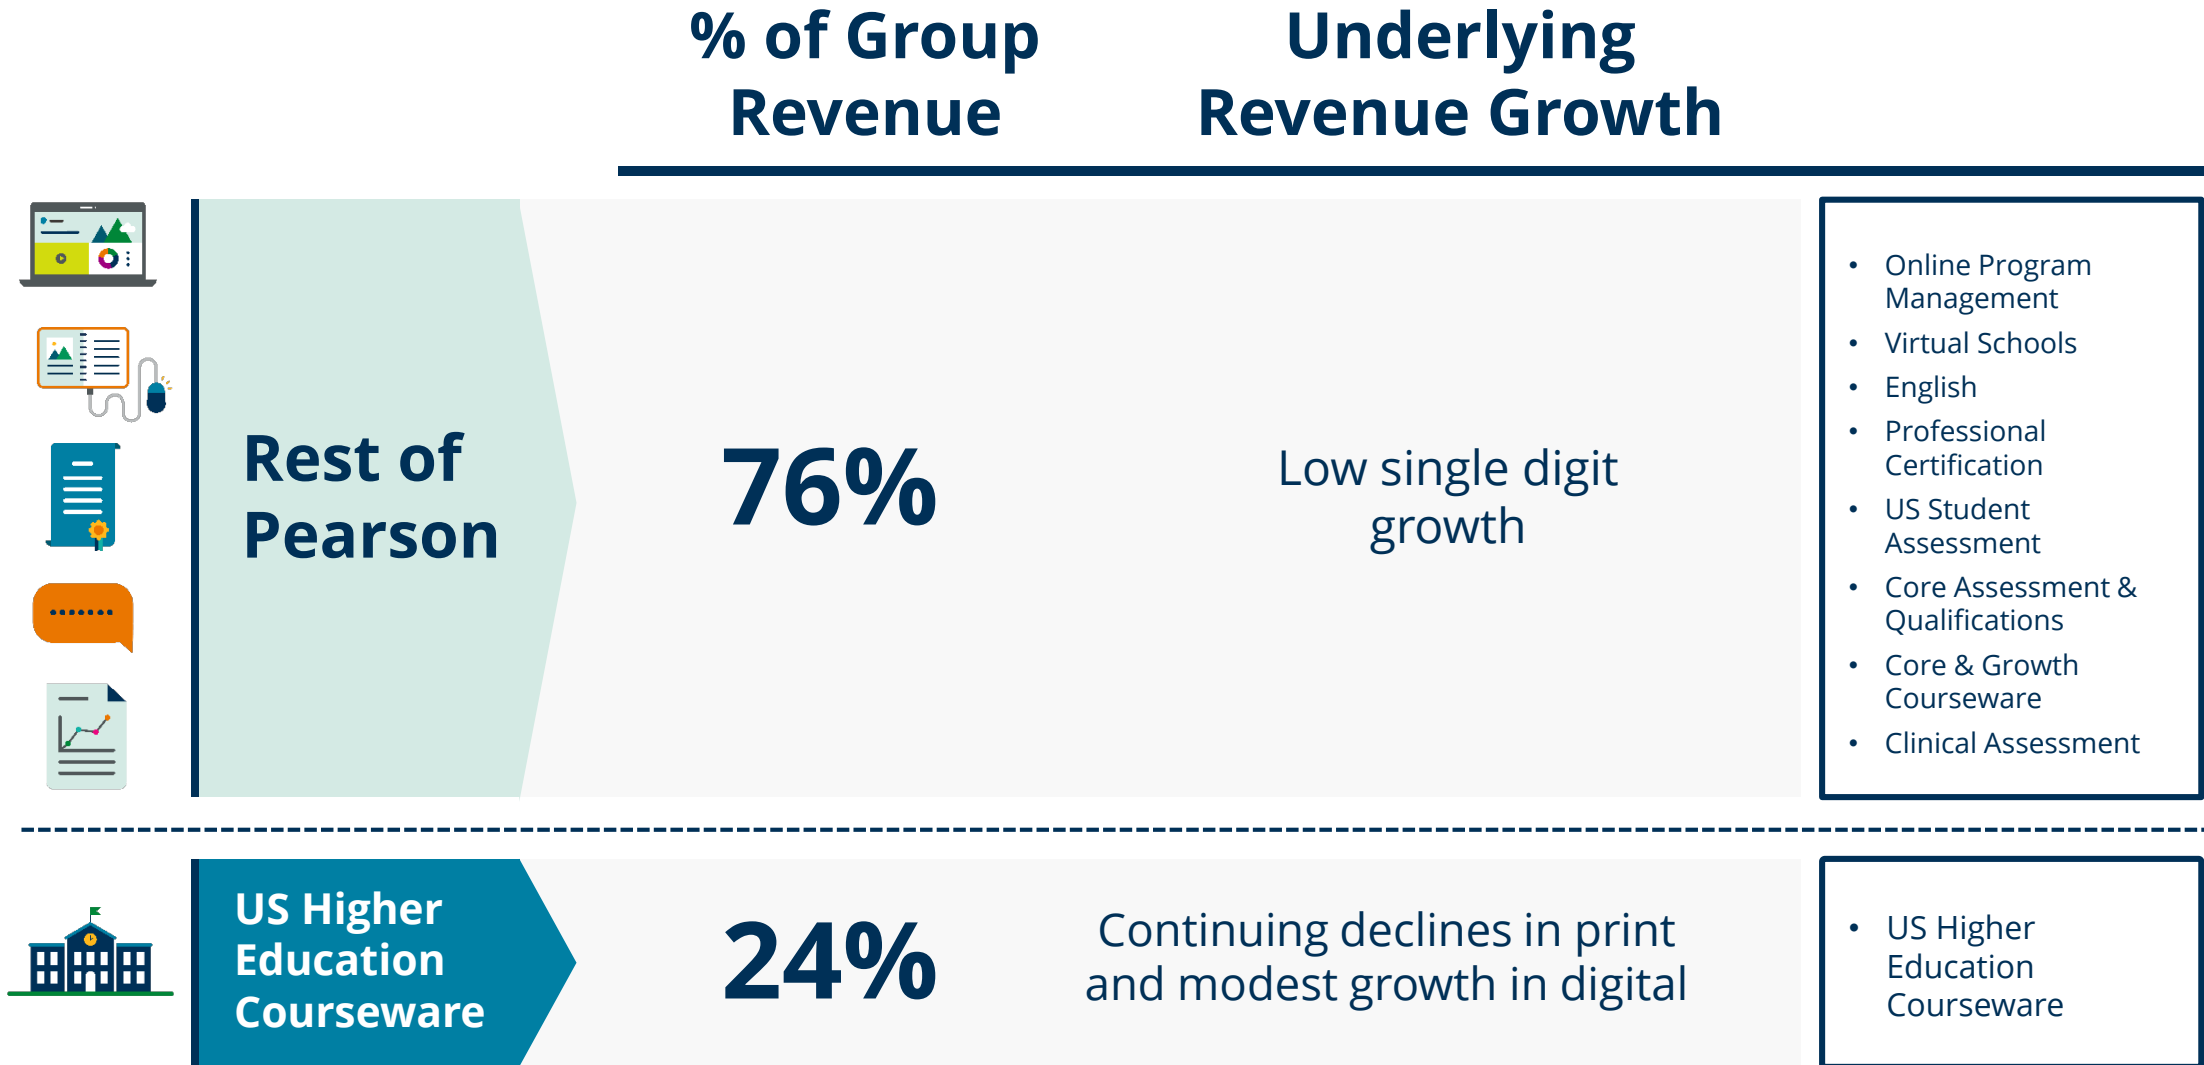 % of Group
Revenue
Underlying
Revenue Growth
Rest of
Pearson
76%
Low single digit
growth
• Online Program
Management
• Virtual Schools
• English
• Professional
Certification
• US Student
Assessment
• Core Assessment &
Qualifications
• Core & Growth
Courseware
• Clinical Assessment
US Higher
Education
Courseware
24%
Continuing declines in print
and modest growth in digital
• US Higher
Education
Courseware